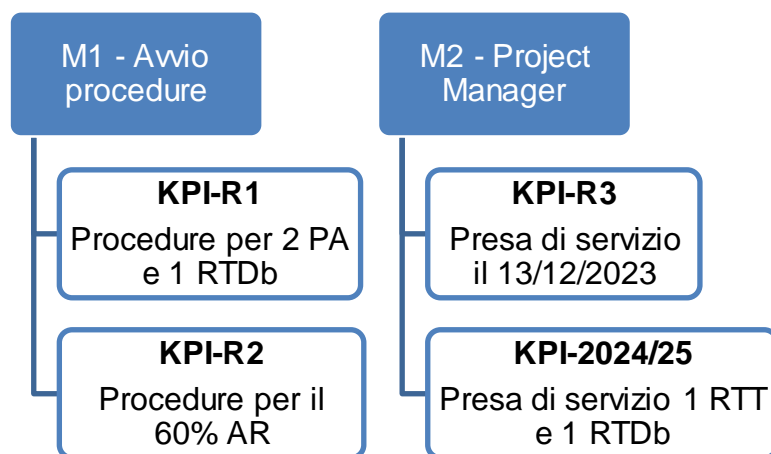 M1 - Avvio
procedure
KPI-R1
Procedure per 2 PA
e 1 RTDb
KPI-R2
Procedure per il
60% AR
M2 - Project
Manager
KPI-R3
Presa di servizio
il 13/12/2023
KPI-2024/25
Presa di servizio 1 RTT
e 1 RTDb